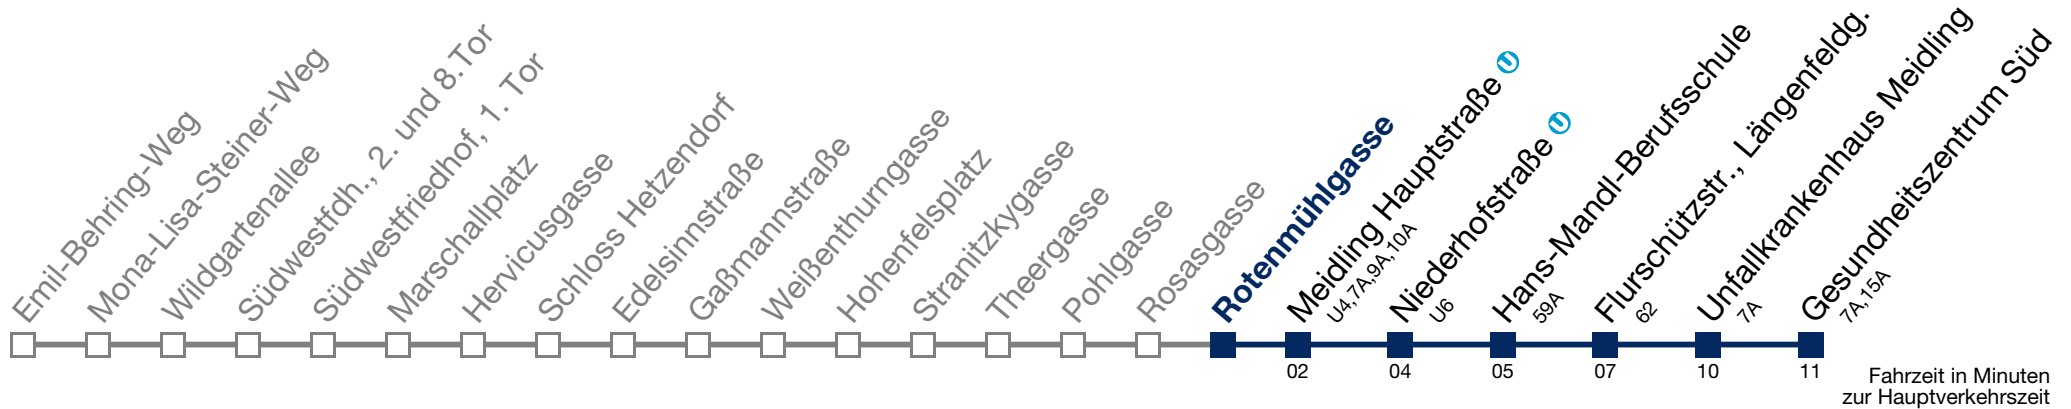 Emil-Behring-Weg
Mona-Lisa-Steiner-Weg
Wildgartenallee
Südwestfdh., 2. und 8.Tor
Südwestfriedhof, 1. Tor
Marschallplatz
Hervicusgasse
Schloss Hetzendorf
Edelsinnstraße
Gaßmannstraße
Weißenthurngasse
Hohenfelsplatz
Stranitzkygasse
Theergasse
Pohlgasse
Rosasgasse
Rotenmühlgasse
Meidling Hauptstraße U
U4,7A,9A,10A
Niederhofstraße U
U6
Hans-Mandl-Berufsschule
59A
Flurschützstr., Längenfeldg.
62
Unfallkrankenhaus Meidling
7A
Gesundheitszentrum Süd
7A,15A
02 04 05 07 10 11
Fahrzeit in Minuten
zur Hauptverkehrszeit